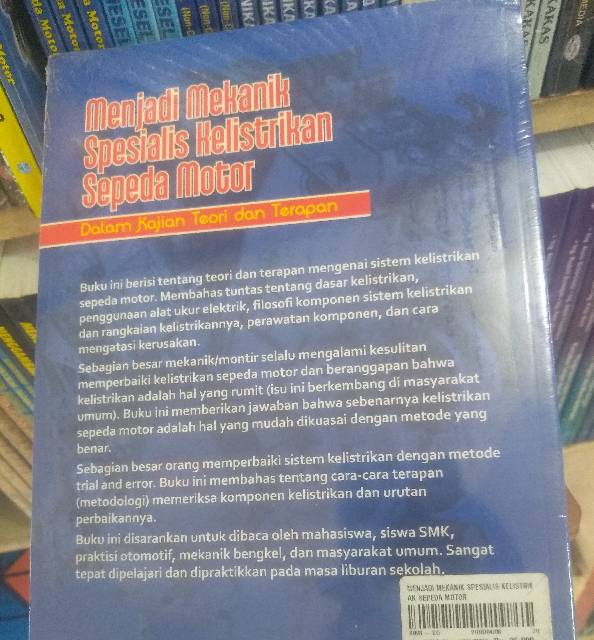 Menjadi Mekanik
Spesialis Kelistrikan
Sepeda Motor
Dalam Kajian Teori dan Terapan
Buku ini berisi tentang teori dan terapan mengenai sistem kelistrikan
sepeda motor. Membahas tuntas tentang dasar kelistrikan,
penggunaan alat ukur elektrik, filosofi komponen sistem kelistrikan
dan rangkaian kelistrikannya, perawatan komponen, dan cara
mengatasi kerusakan.
Sebagian besar mekanik/montir selalu mengalami kesulitan
memperbaiki kelistrikan sepeda motor dan beranggapan bahwa
kelistrikan adalah hal yang rumit (isu ini berkembang di masyarakat
umum). Buku ini memberikan jawaban bahwa sebenarnya kelistrikan
sepeda motor adalah hal yang mudah dikuasai dengan metode yang
benar.
Sebagian besar orang memperbaiki sistem kelistrikan dengan metode
trial and error. Buku ini membahas tentang cara-cara terapan
(metodologi) memeriksa komponen kelistrikan dan urutan
perbaikannya.
Buku ini disarankan untuk dibaca oleh mahasiswa, siswa SMK,
praktisi otomotif, mekanik bengkel, dan masyarakat umum. Sangat
tepat dipelajari dan dipraktikkan pada masa liburan sekolah.
MENJADI MEKANIK SPESIALIS KELISTRIK
AN SEPEDA MOTOR